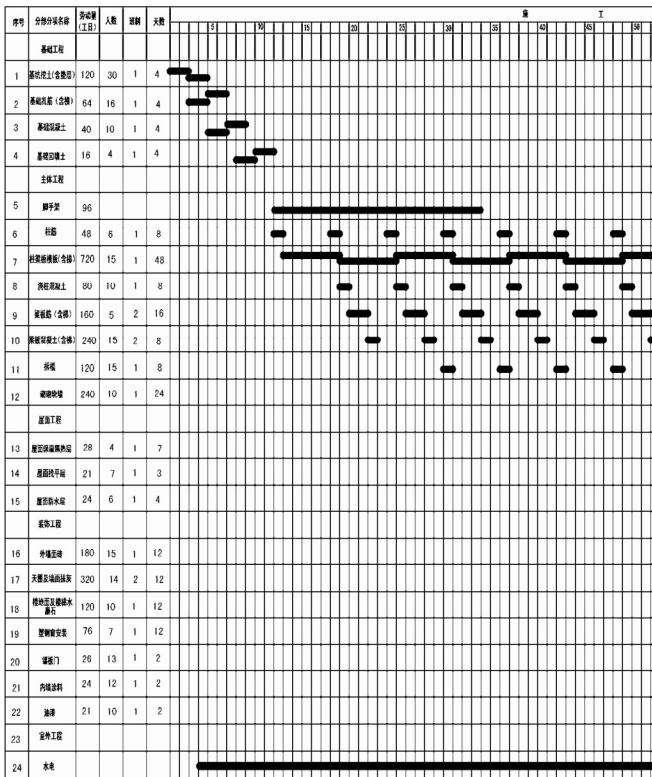 序号 分部分项名称 劳动量(工日) 人数 班制 天数 施 工
5 10 15 20 25 30 35 40 45 50
基础工程
1 基坑挖土(含垫层) 120 30 1 4
2 基础扎筋(含模) 64 16 1 4
3 基础混凝土 40 10 1 4
4 基础回填土 16 4 1 4
主体工程
5 脚手架 96
6 柱筋 48 6 1 8
7 柱梁板模板(含梯) 720 15 1 48
8 浇柱混凝土 80 10 1 8
9 梁板筋(含梯) 160 5 2 16
10 梁板混凝土(含梯) 240 15 2 8
11 拆模 120 15 1 8
12 砌砌块墙 240 10 1 24
屋面工程
13 屋面保温隔热层 28 4 1 7
14 屋面找平层 21 7 1 3
15 屋面防水层 24 6 1 4
装饰工程
16 外墙面砖 180 15 1 12
17 天棚及墙面抹灰 320 14 2 12
18 楼地面及楼梯水磨石 120 10 1 12
19 塑钢窗安装 76 7 1 12
20 镶板门 26 13 1 2
21 内墙涂料 24 12 1 2
22 油漆 21 10 1 2
23 室外工程
24 水电